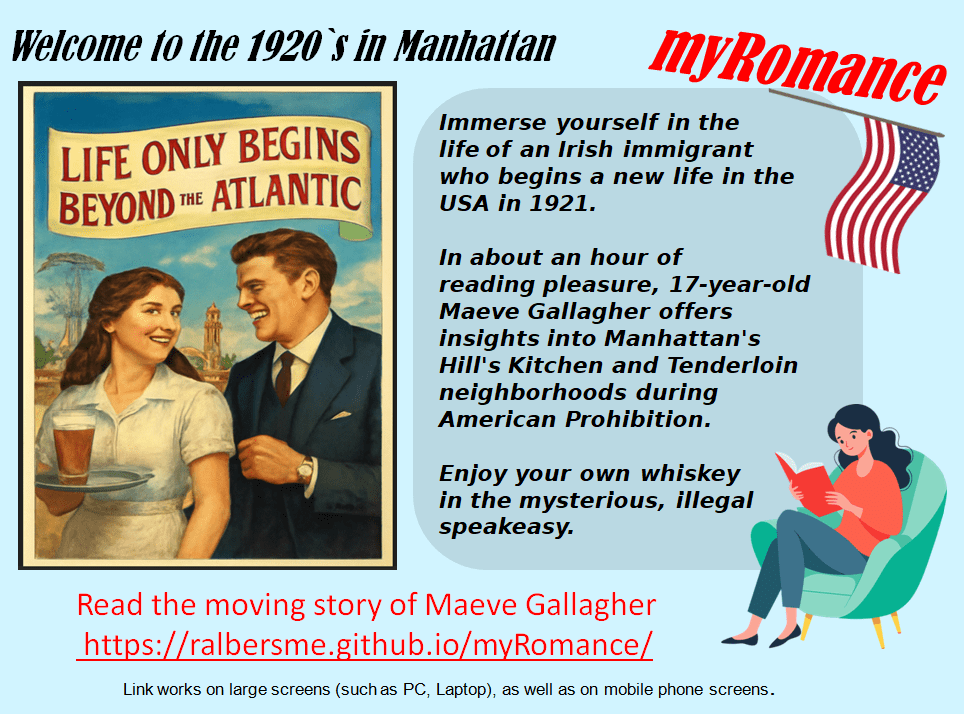 Welcome to the 1920`s in Manhattan
myRomance
LIFE ONLY BEGINS
BEYOND THE ATLANTIC
Immerse yourself in the
life of an Irish immigrant
who begins a new life in the
USA in 1921.
In about an hour of
reading pleasure, 17-year-old
Maeve Gallagher offers
insights into Manhattan's
Hill's Kitchen and Tenderloin
neighborhoods during
American Prohibition.
Enjoy your own whiskey
in the mysterious, illegal
speakeasy.
Read the moving story of Maeve Gallagher
https://ralbersme.github.io/myRomance/
Link works on large screens (such as PC, Laptop), as well as on mobile phone screens.